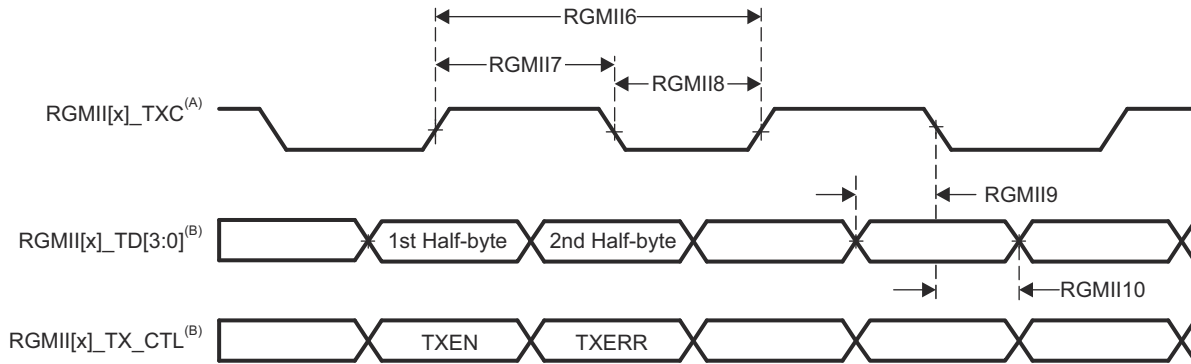 RGMII6
RGMII7
RGMII8
RGMII[x]_TXC(A)
RGMII9
RGMII[x]_TD[3:0](B)
1st Half-byte
2nd Half-byte
RGMII10
RGMII[x]_TX_CTL(B)
TXEN
TXERR